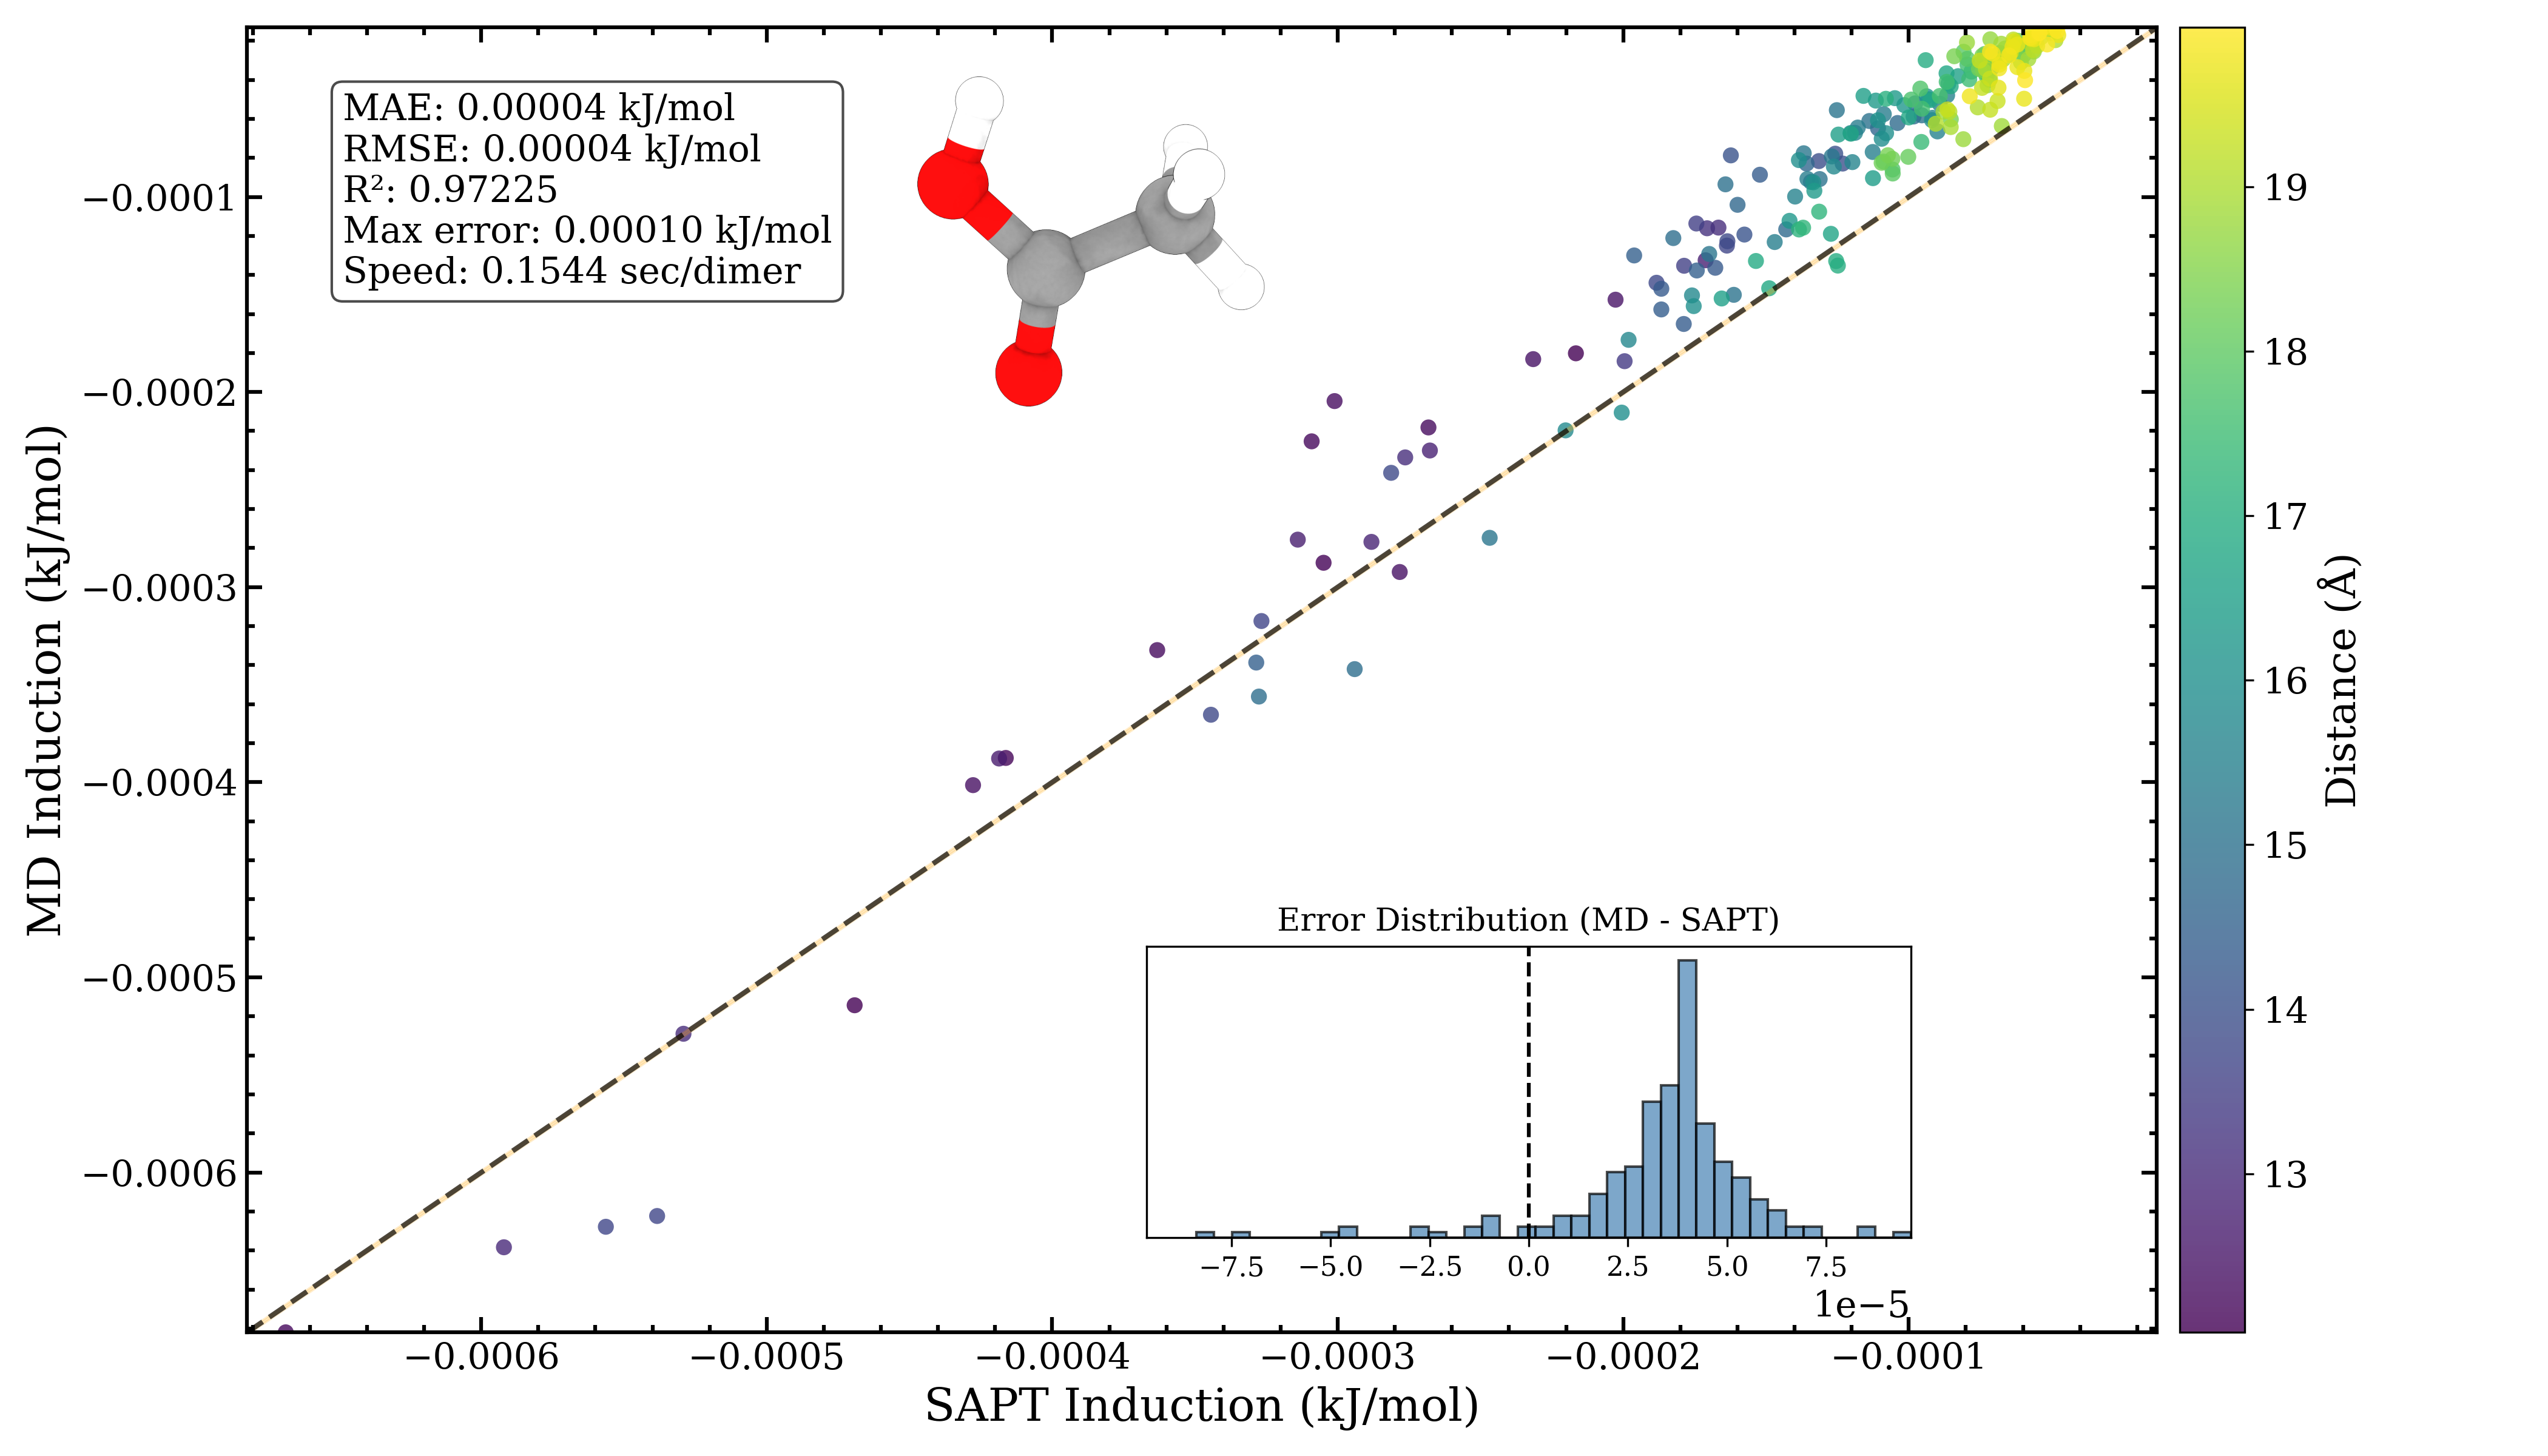 MAE: 0.00004 kJ/mol
RMSE: 0.00004 kJ/mol
R²: 0.97225
Max error: 0.00010 kJ/mol
Speed: 0.1544 sec/dimer
MD Induction (kJ/mol)
−0.0001
−0.0002
−0.0003
−0.0004
−0.0005
−0.0006
Error Distribution (MD - SAPT)
−7.5 −5.0 −2.5 0.0 2.5 5.0 7.5
1e−5
−0.0006 −0.0005 −0.0004 −0.0003 −0.0002 −0.0001
SAPT Induction (kJ/mol)
19
18
17
16
15
14
13
Distance (Å)